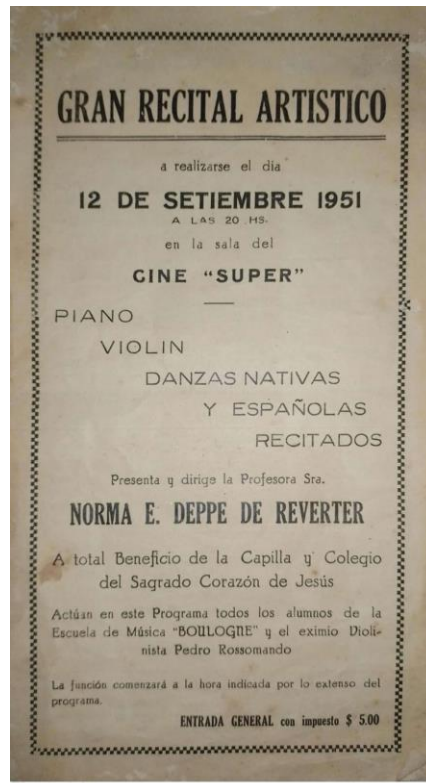 GRAN RECITAL ARTISTICO
a realizarse el dia
12 DE SETIEMBRE 1951
A LAS 20 HS.
en la sala del
CINE “SUPER”
PIANO
VIOLIN
DANZAS NATIVAS
Y ESPAÑOLAS
RECITADOS
Presenta y dirige la Profesora Sra.
NORMA E. DEPPE DE REVERTER
A total Beneficio de la Capilla y Colegio
del Sagrado Corazón de Jesús
Actúan en este Programa todos los alumnos de la
Escuela de Música “BOULOGNE” y el eximio Violi-
nista Pedro Rossomando
La función comenzará a la hora indicada por lo extenso del
programa.
ENTRADA GENERAL con impuesto $ 5.00